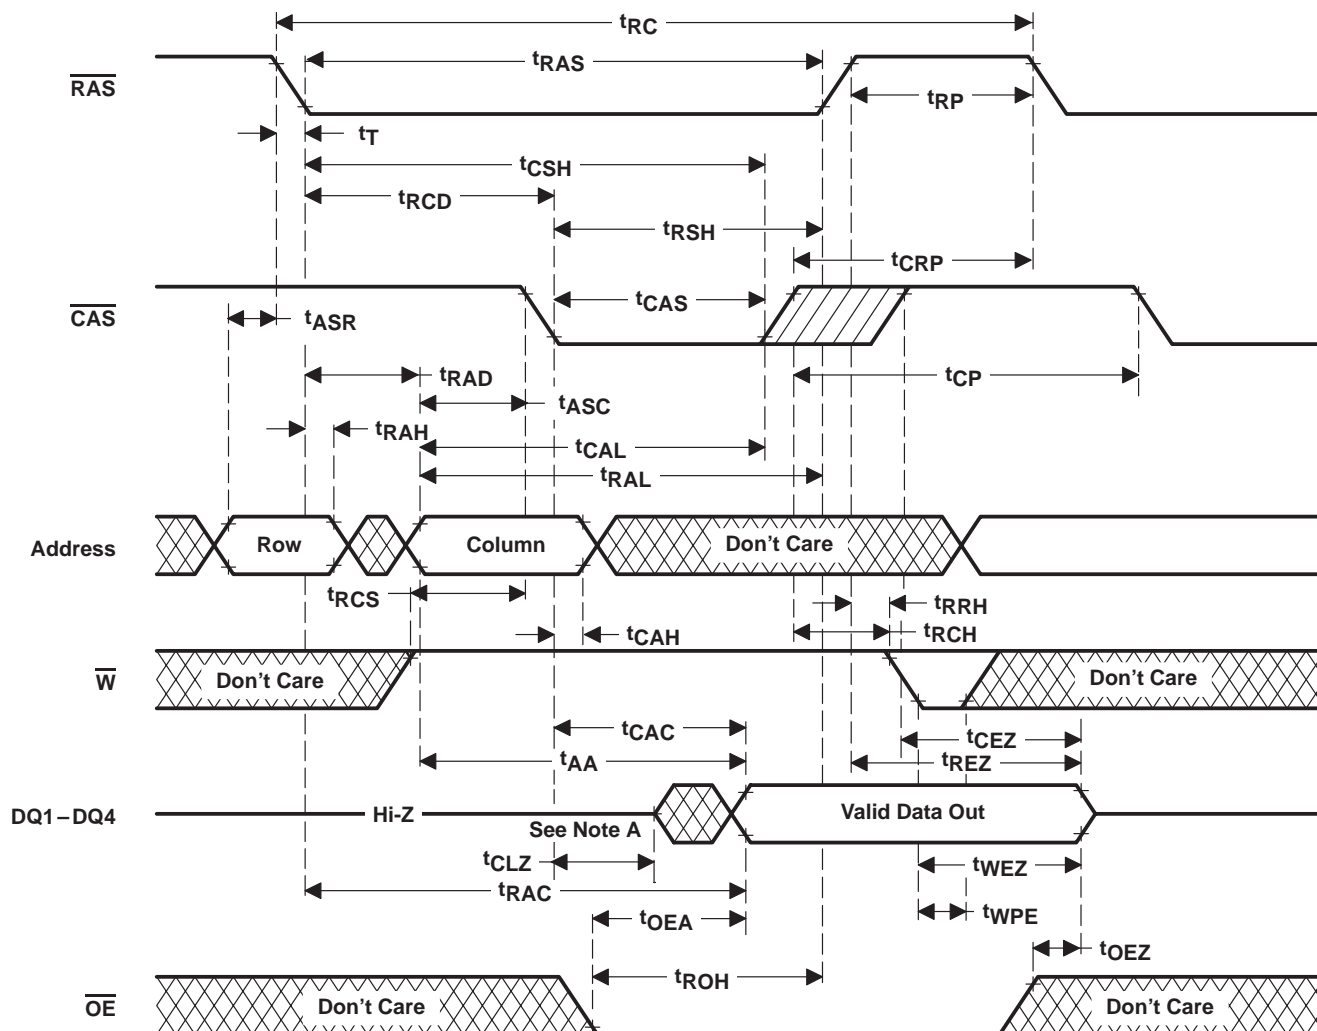 tRC
RAS
tRAS
tRP
tT
tCSH
tRCD
tRSH
tCRP
CAS
tCAS
tASR
tRAD
tCP
tASC
tRAH
tCAL
tRAL
Address
Row
Column
Don't Care
tRCS
tRRH
tCAH
tRCH
W
Don't Care
Don't Care
tCAC
tCEZ
tAA
tREZ
DQ1–DQ4
Hi-Z
Valid Data Out
See Note A
tCLZ
tWEZ
tRAC
tOEA
tWPE
tOEZ
tROH
OE
Don't Care
Don't Care